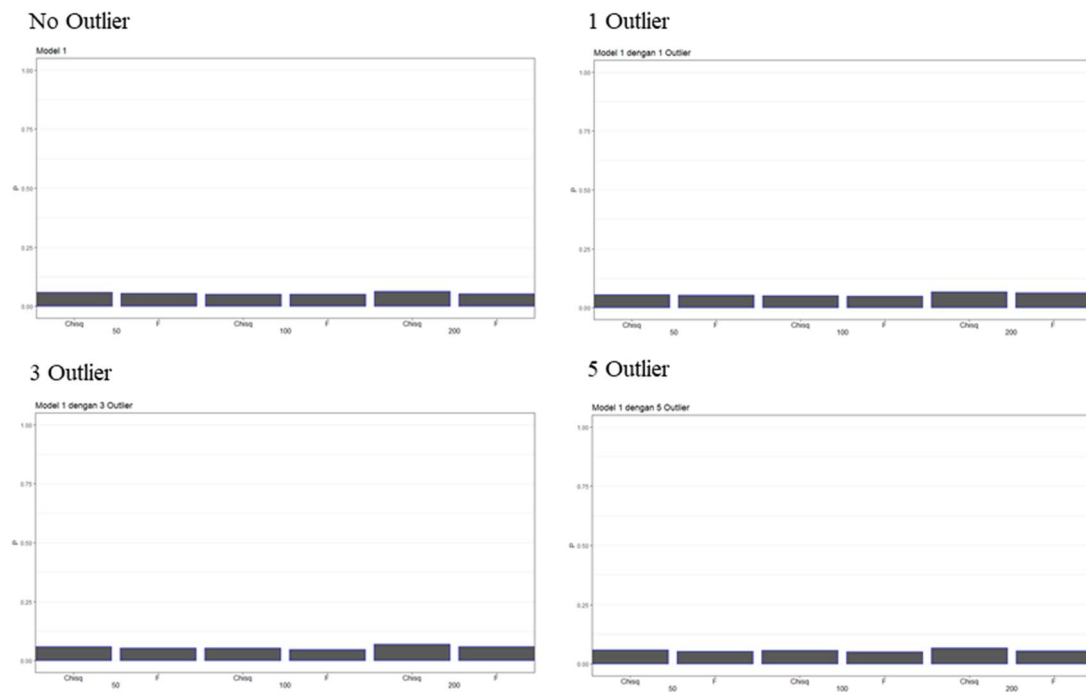 No Outlier
Model 1
1.00
0.75
P 0.50
0.25
0.00
Chisq F Chisq F Chisq F
50 100 200
1 Outlier
Model 1 dengan 1 Outlier
1.00
0.75
P 0.50
0.25
0.00
Chisq F Chisq F Chisq F
50 100 200
3 Outlier
Model 1 dengan 3 Outlier
1.00
0.75
P 0.50
0.25
0.00
Chisq F Chisq F Chisq F
50 100 200
5 Outlier
Model 1 dengan 5 Outlier
1.00
0.75
P 0.50
0.25
0.00
Chisq F Chisq F Chisq F
50 100 200